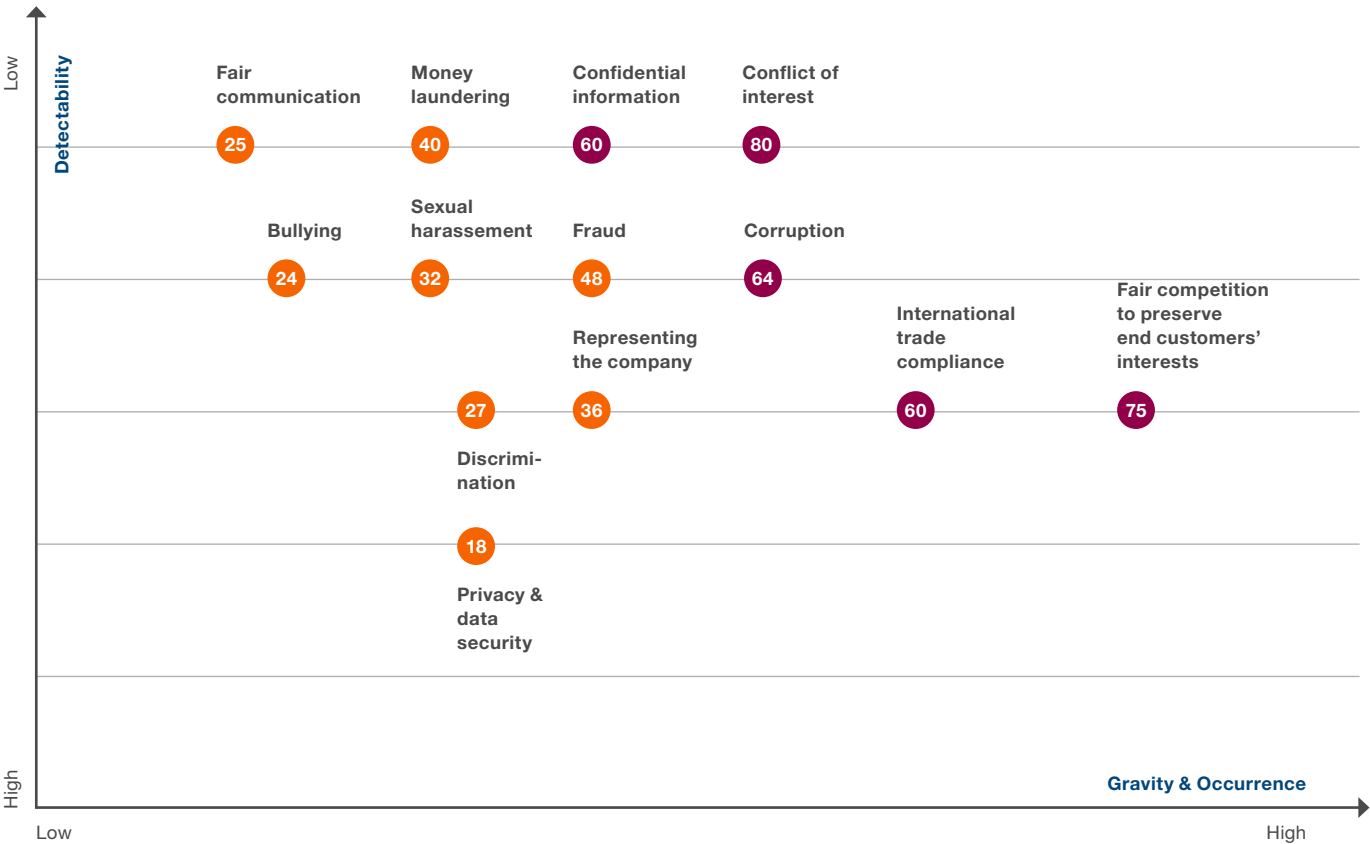 Low
Detectability
Fair
communication
25
Money
laundering
40
Confidential
information
60
Conflict of
interest
80
Bullying
24
Sexual
harassement
32
Fraud
48
Corruption
64
27
Discrimi-
nation
Representing
the company
36
International
trade
compliance
60
Fair competition
to preserve
end customers’
interests
75
18
Privacy &
data
security
High
Gravity & Occurrence
Low
High